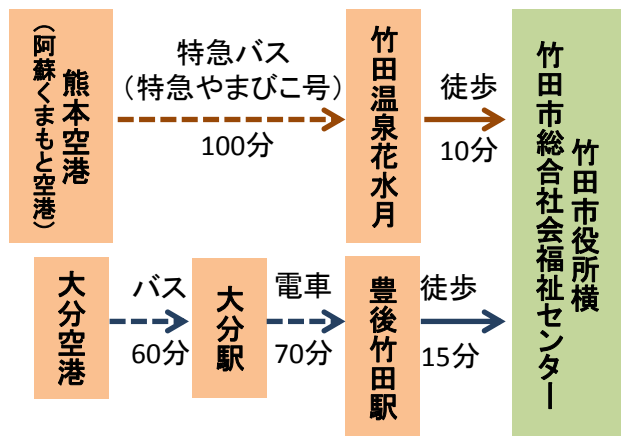 熊本空港
（阿蘇くまもと空港）
特急バス
（特急やまびこ号）
100分
竹田温泉花水月
徒歩
10分
竹田市役所横
竹田市総合社会福祉センター
大分空港
バス
60分
大分駅
電車
70分
豊後竹田駅
徒歩
15分